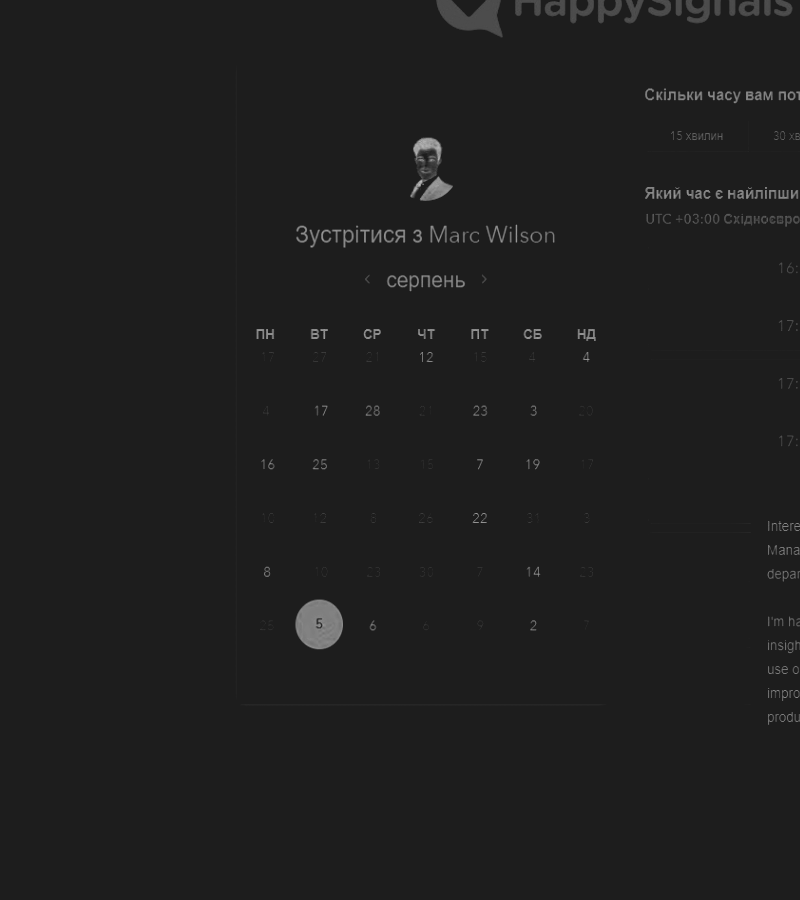 HappySignals
Зустрітися з Marc Wilson
< серпень >
ПН ВТ СР ЧТ ПТ СБ НД
17 27 21 12 15 4 4
4 17 28 21 23 3 20
16 25 13 15 7 19 17
10 12 8 26 22 31 3
8 10 23 30 7 14 23
25 5 6 6 9 2 7
Скільки часу вам пот
15 хвилин 30 хв
Який час є найліпши
UTC +03:00 Східноєвро
16:
17:
17:
17:
Intere
Mana
depar
I'm ha
insigh
use o
impro
produ